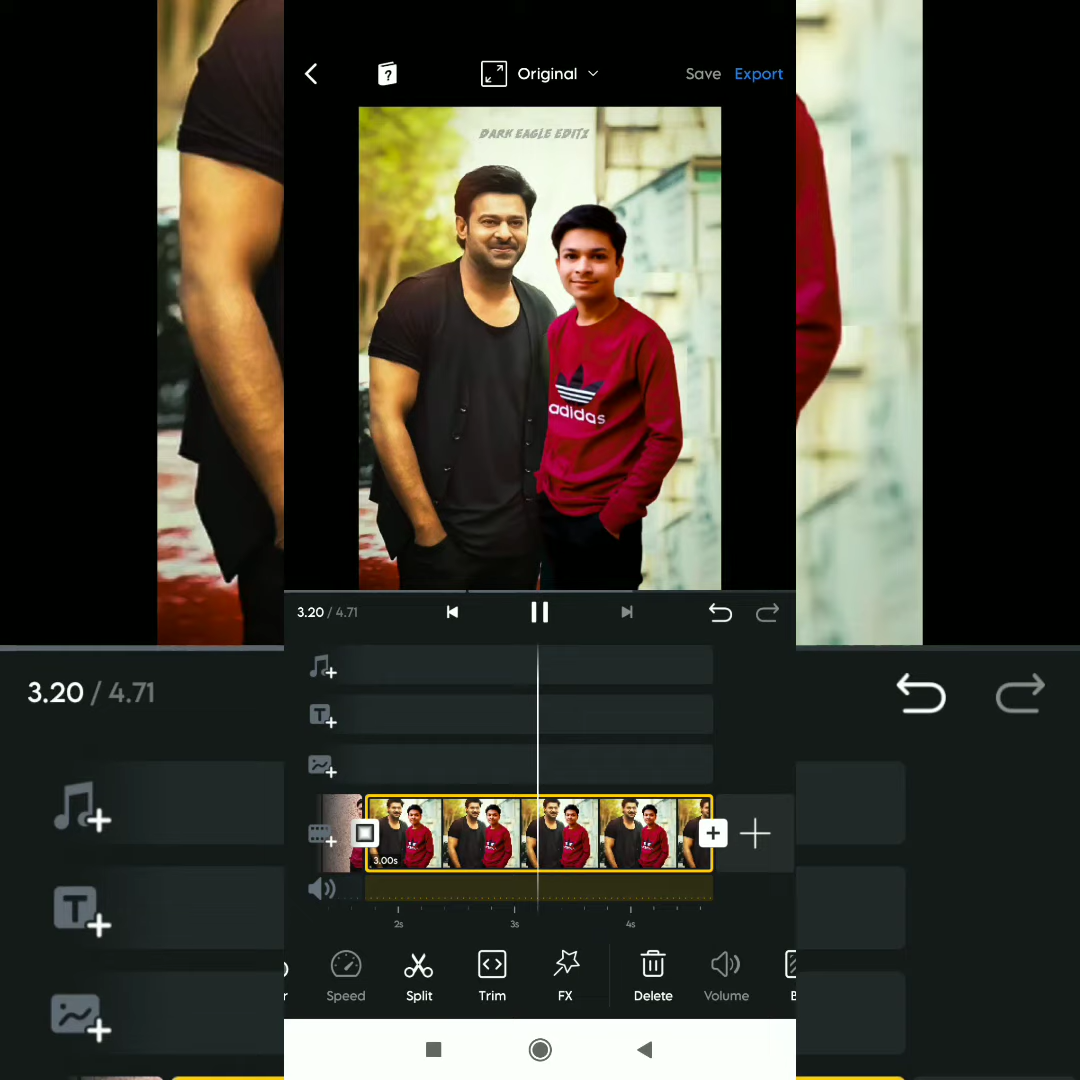 Original
Save
Export
DARK EAGLE EDITZ
adidas
3.20 / 4.71
3.20 / 4.71
T
T
3.00s
2s
3s
4s
r
Speed
Split
Trim
FX
Delete
Volume